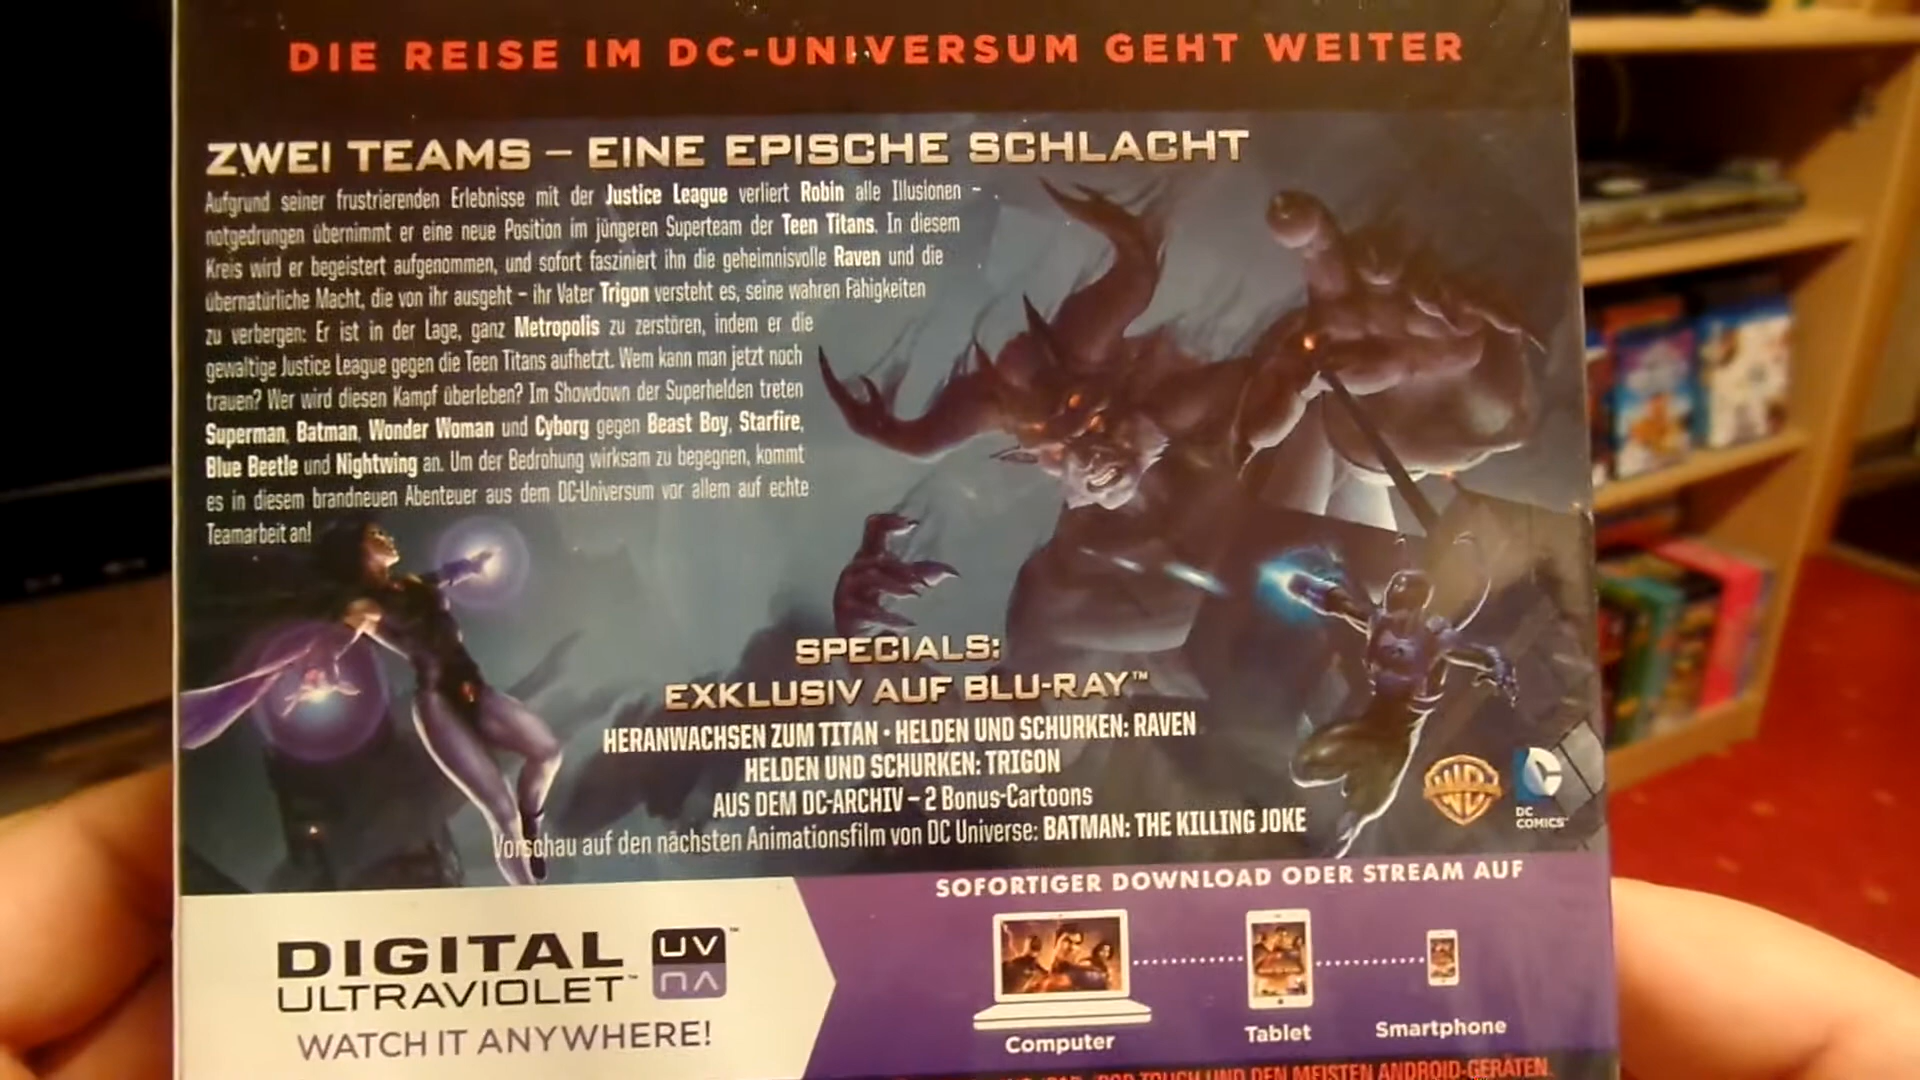 DIE REISE IM DC-UNIVERSUM GEHT WEITER
ZWEI TEAMS – EINE EPISCHE SCHLACHT
Aufgrund seiner frustrierenden Erlebnisse mit der Justice League verliert Robin alle Illusionen –
notgedrungen übernimmt er eine neue Position im jüngeren Superteam der Teen Titans. In diesem
Kreis wird er begeistert aufgenommen, und sofort fasziniert ihn die geheimnisvolle Raven und die
übernatürliche Macht, die von ihr ausgeht – ihr Vater Trigon versteht es, seine wahren Fähigkeiten
zu verbergen: Er ist in der Lage, ganz Metropolis zu zerstören, indem er die
gewaltige Justice League gegen die Teen Titans aufhetzt. Wem kann man jetzt noch
trauen? Wer wird diesen Kampf überleben? Im Showdown der Superhelden treten
Superman, Batman, Wonder Woman und Cyborg gegen Beast Boy, Starfire,
Blue Beetle und Nightwing an. Um der Bedrohung wirksam zu begegnen, kommt
es in diesem brandneuen Abenteuer aus dem DC-Universum vor allem auf echte
Teamarbeit an!
SPECIALS:
EXKLUSIV AUF BLU-RAY™
HERANWACHSEN ZUM TITAN • HELDEN UND SCHURKEN: RAVEN
HELDEN UND SCHURKEN: TRIGON
AUS DEM DC-ARCHIV – 2 Bonus-Cartoons
Vorschau auf den nächsten Animationsfilm von DC Universe: BATMAN: THE KILLING JOKE
WB
DC COMICS™
SOFORTIGER DOWNLOAD ODER STREAM AUF
DIGITAL
ULTRAVIOLET™
UV™
WATCH IT ANYWHERE!
Computer
Tablet
Smartphone
TOUCH UND DEN MEISTEN ANDROID-GERÄTEN.